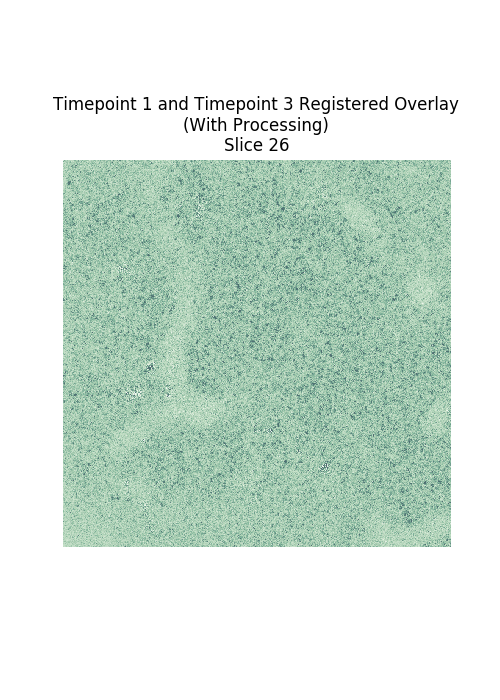 Timepoint 1 and Timepoint 3 Registered Overlay
(With Processing)
Slice 26